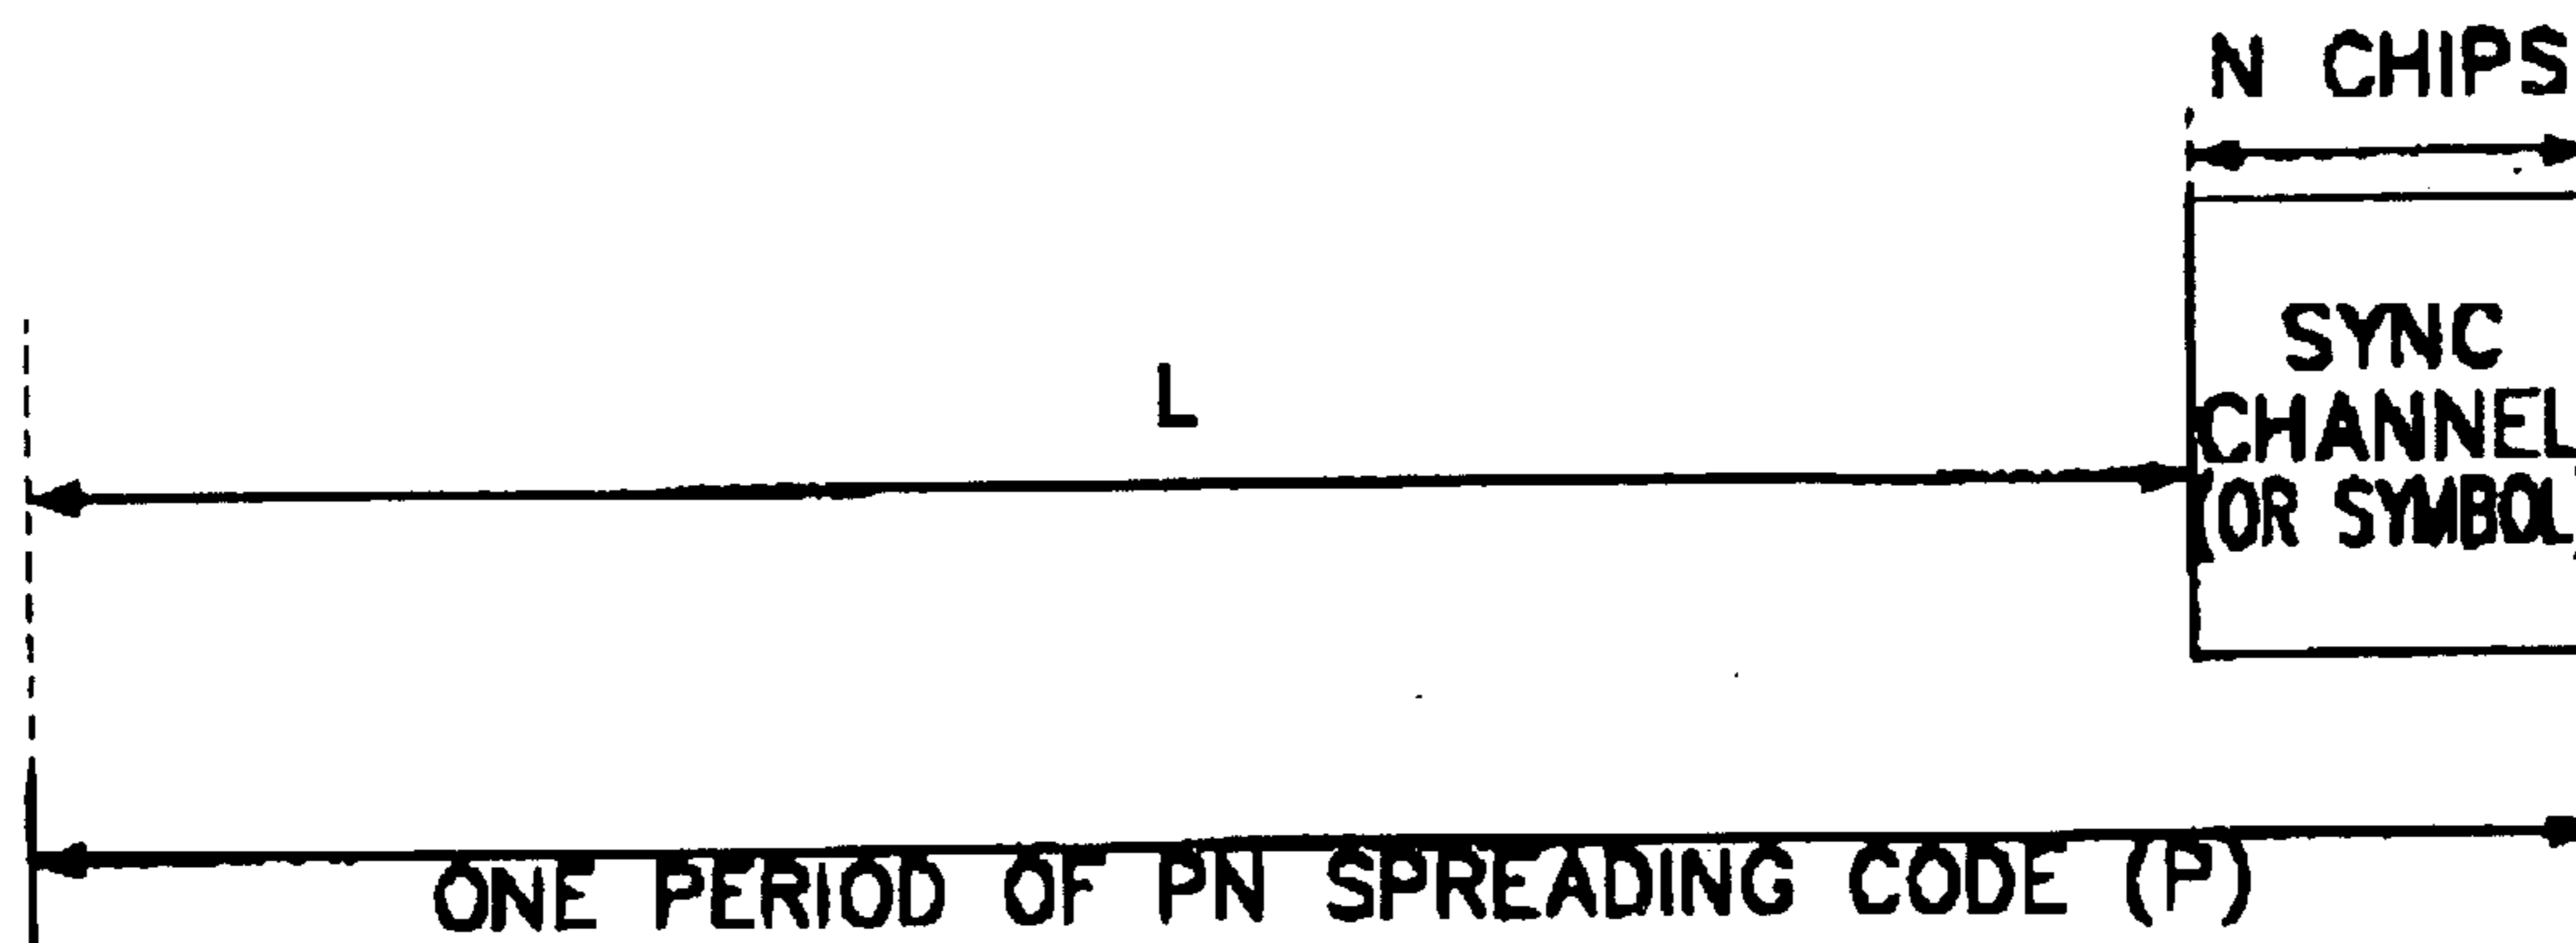 N CHIPS
L
SYNC
CHANNEL
(OR SYMBOL)
ONE PERIOD OF PN SPREADING CODE (P)